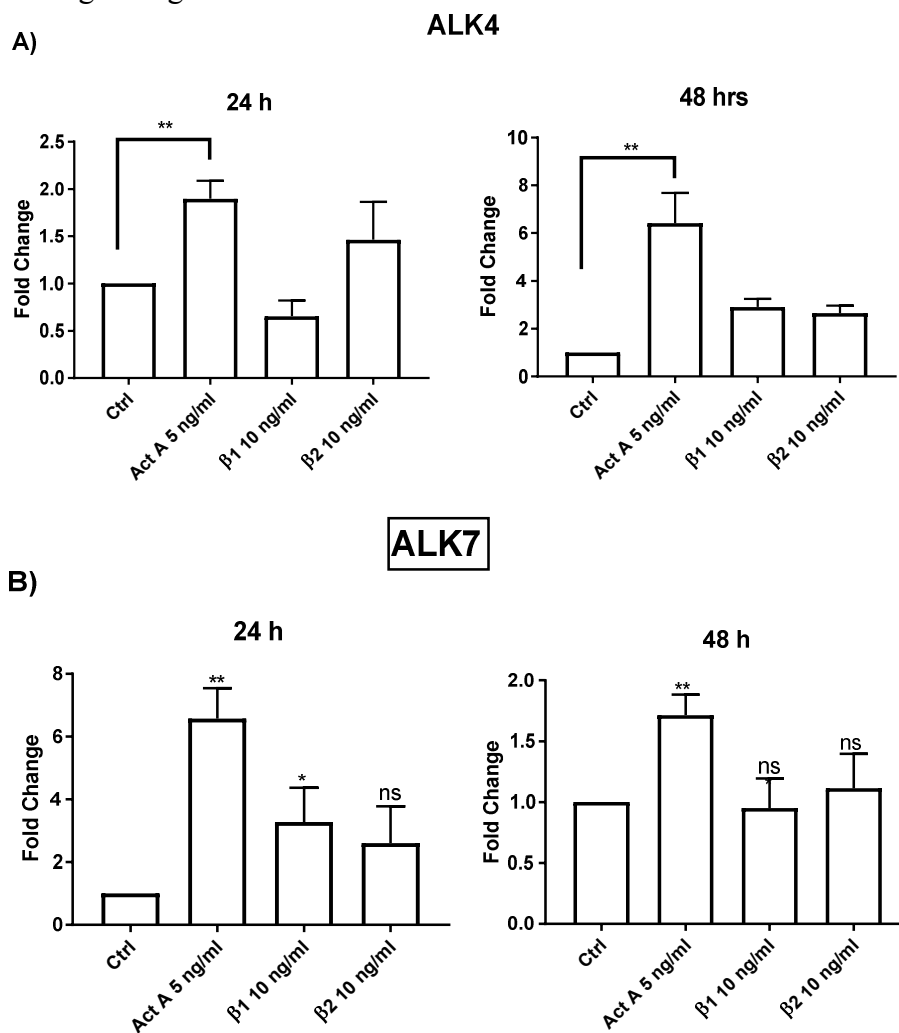 ALK4
A)
24 h
**
Fold Change
2.5
2.0
1.5
1.0
0.5
0.0
Ctrl
Act A 5 ng/ml
β1 10 ng/ml
β2 10 ng/ml
48 hrs
**
Fold Change
10
8
6
4
2
0
Ctrl
Act A 5 ng/ml
β1 10 ng/ml
β2 10 ng/ml
ALK7
B)
24 h
**
*
ns
Fold Change
8
6
4
2
0
Ctrl
Act A 5 ng/ml
β1 10 ng/ml
β2 10 ng/ml
48 h
**
ns
ns
Fold Change
2.0
1.5
1.0
0.5
0.0
Ctrl
Act A 5 ng/ml
β1 10 ng/ml
β2 10 ng/ml